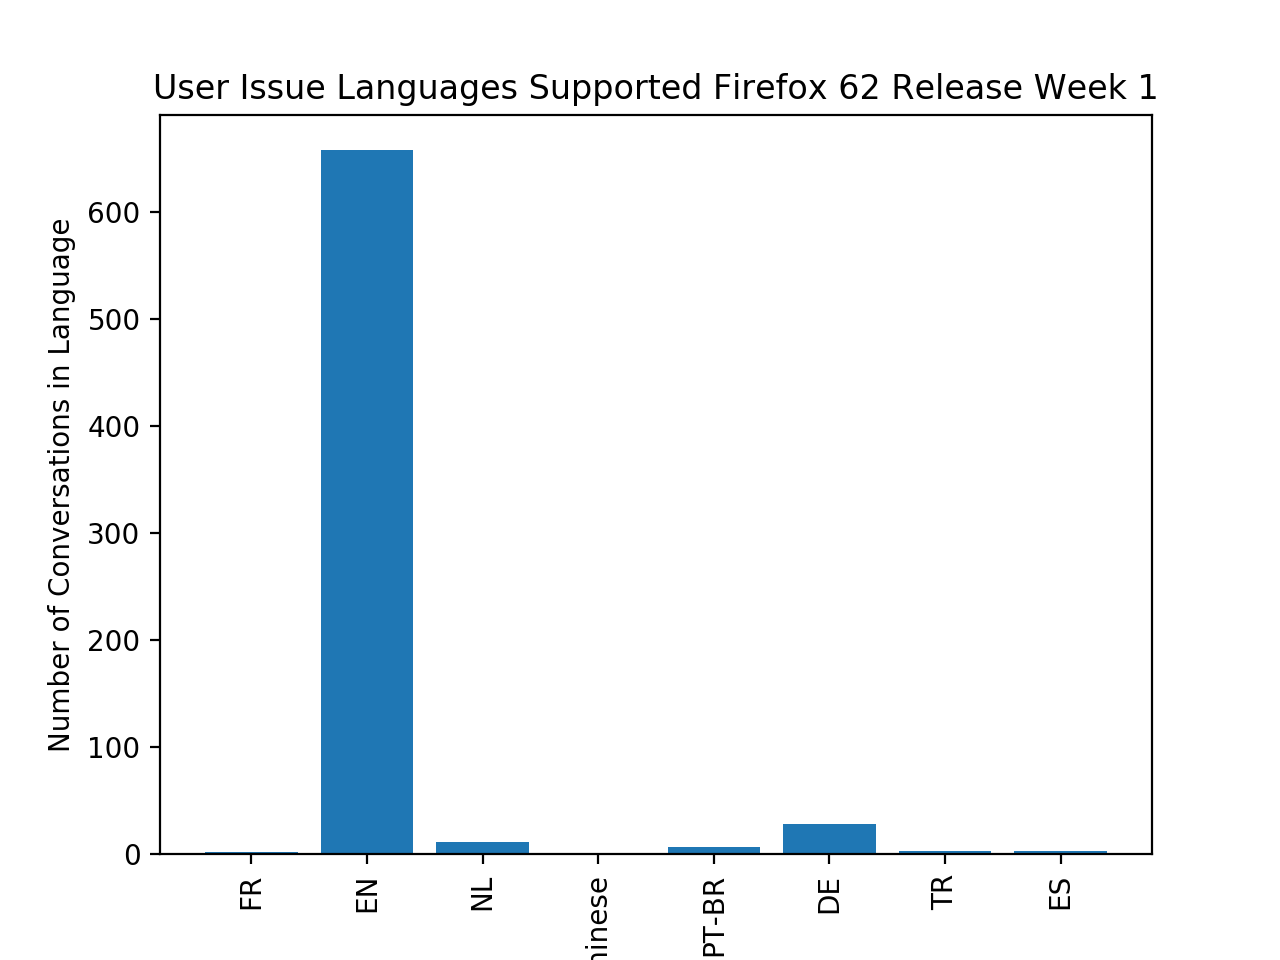 User Issue Languages Supported Firefox 62 Release Week 1
Number of Conversations in Language
600
500
400
300
200
100
0
FR
EN
NL
hinese
PT-BR
DE
TR
ES